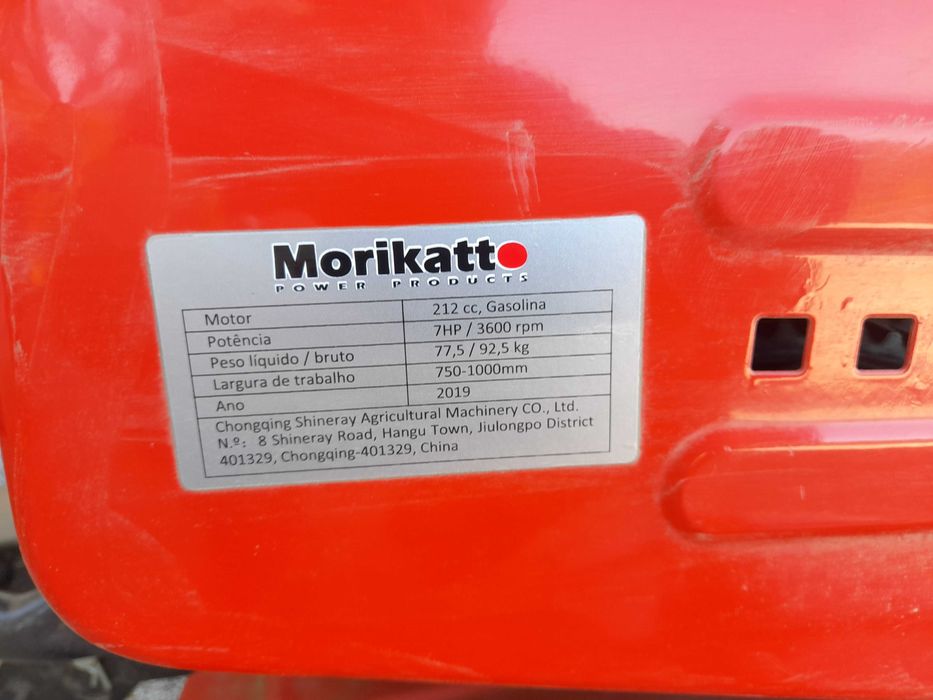 Morikatto
POWER PRODUCTS
Motor 212 cc, Gasolina
Potência 7HP / 3600 rpm
Peso líquido / bruto 77,5 / 92,5 kg
Largura de trabalho 750-1000mm
Ano 2019
Chongqing Shineray Agricultural Machinery CO., Ltd.
N.º: 8 Shineray Road, Hangu Town, Jiulongpo District
401329, Chongqing-401329, China